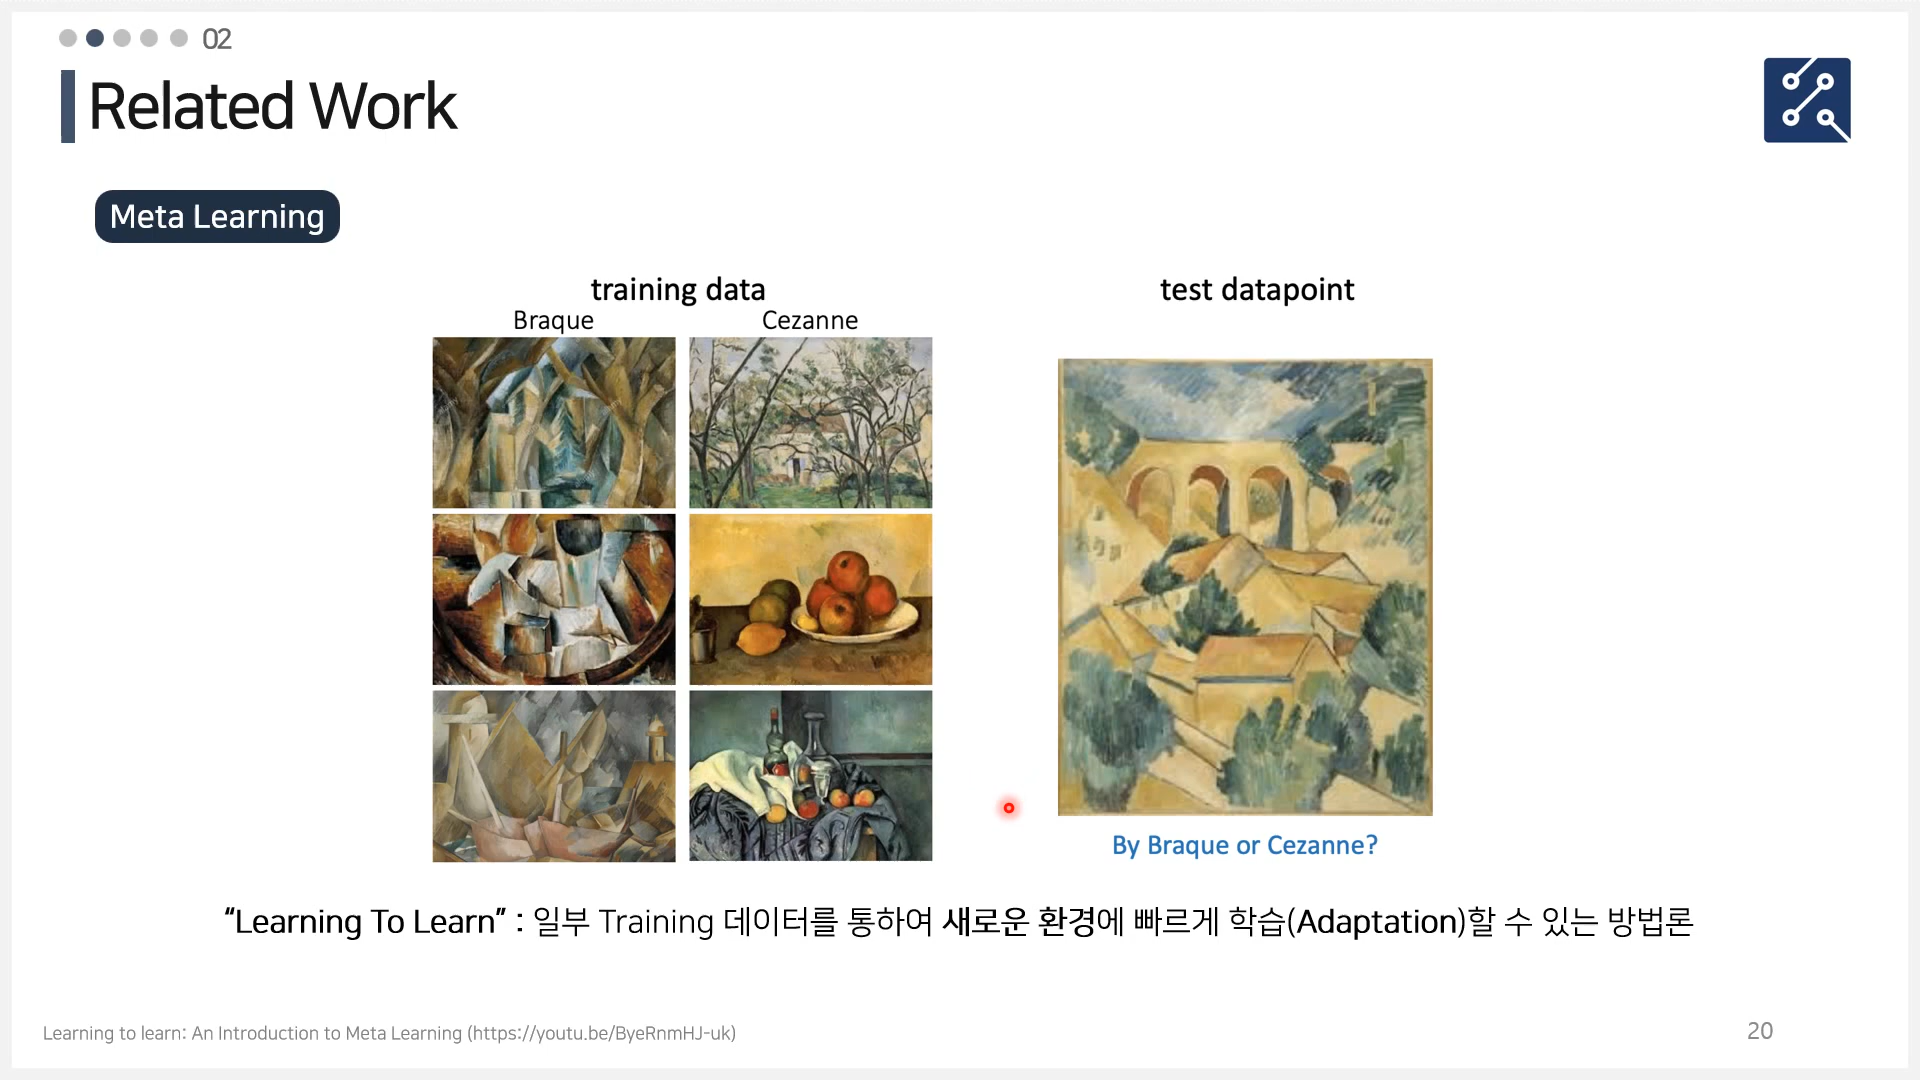 02
Related Work
Meta Learning
training data
test datapoint
Braque
Cezanne
By Braque or Cezanne?
“Learning To Learn” : 일부 Training 데이터를 통하여 새로운 환경에 빠르게 학습(Adaptation)할 수 있는 방법론
Learning to learn: An Introduction to Meta Learning (https://youtu.be/ByeRnmHJ-uk)
20